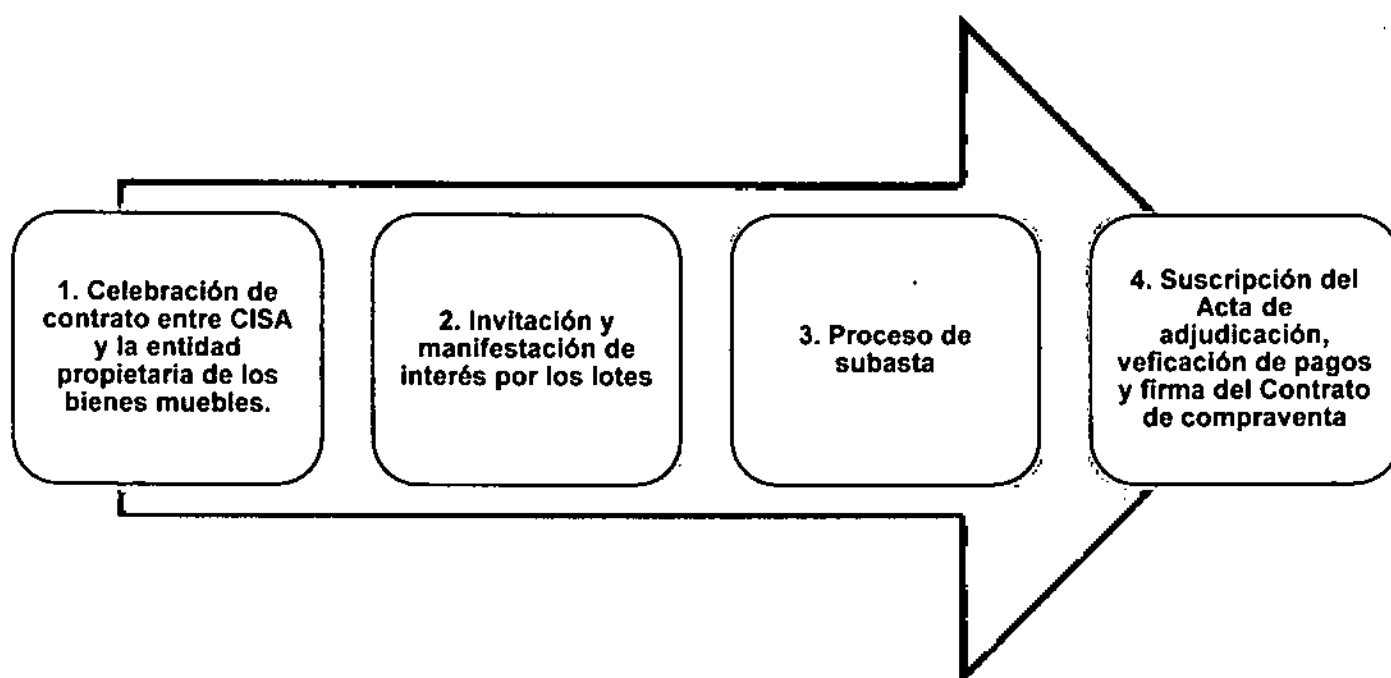 1. Celebración de
contrato entre CISA
y la entidad
propietaria de los
bienes muebles.
2. Invitación y
manifestación de
interés por los lotes
3. Proceso de
subasta
4. Suscripción del
Acta de
adjudicación,
veficación de pagos
y firma del Contrato
de compraventa